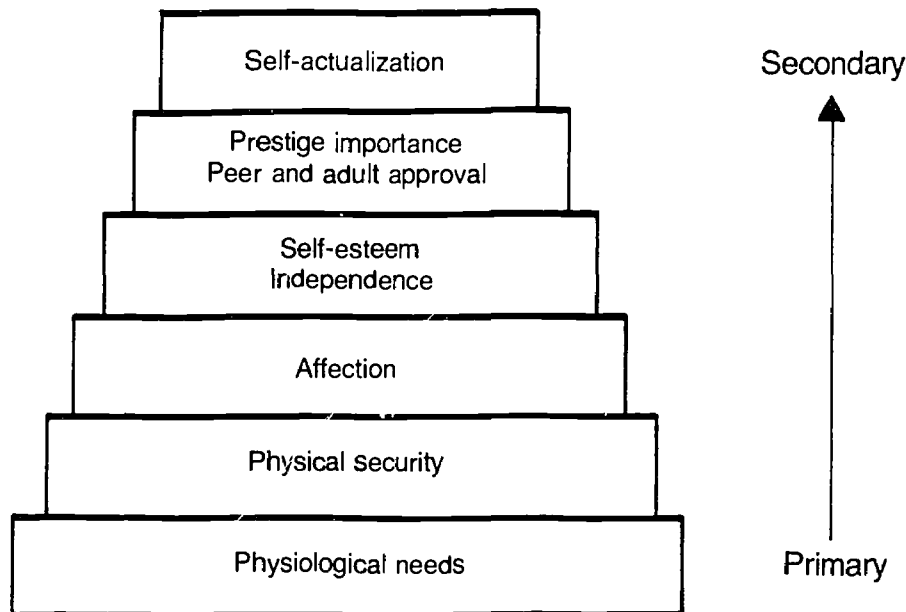 Self-actualization
Secondary
Prestige importance
Peer and adult approval
Self-esteem
Independence
Affection
Physical security
Physiological needs
Primary